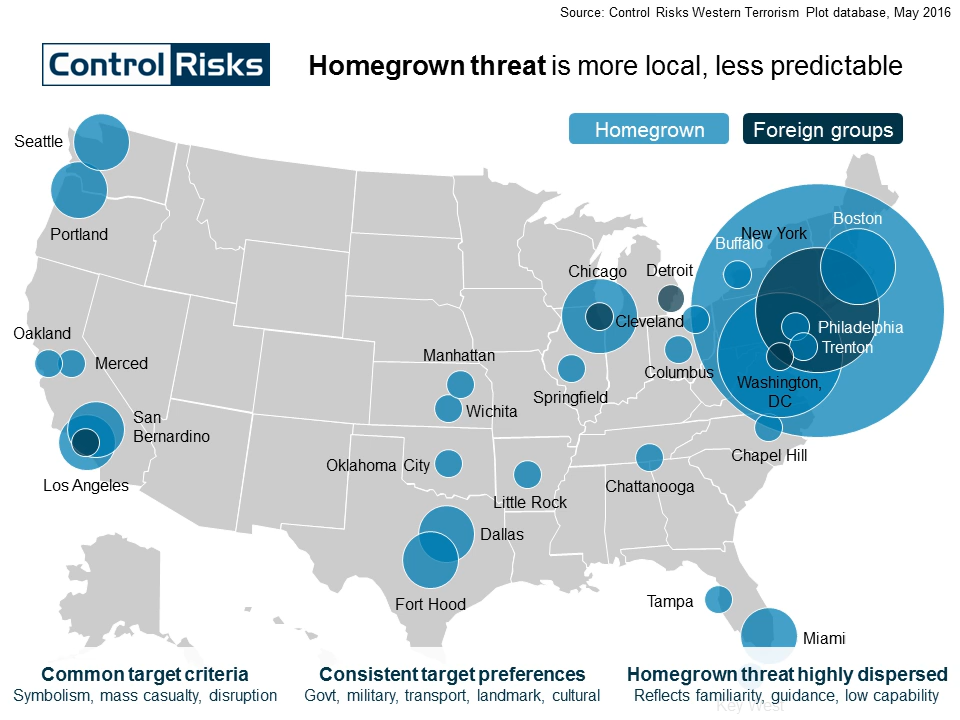 Source: Control Risks Western Terrorism Plot database, May 2016
Control Risks
Homegrown threat is more local, less predictable
Homegrown
Foreign groups
Seattle
Portland
Boston
New York
Buffalo
Chicago
Detroit
Cleveland
Philadelphia
Trenton
Oakland
Merced
Manhattan
Columbus
Washington,
DC
Springfield
Wichita
San
Bernardino
Chapel Hill
Oklahoma City
Los Angeles
Chattanooga
Little Rock
Dallas
Fort Hood
Tampa
Miami
Common target criteria
Symbolism, mass casualty, disruption
Consistent target preferences
Govt, military, transport, landmark, cultural
Homegrown threat highly dispersed
Reflects familiarity, guidance, low capability
Key West